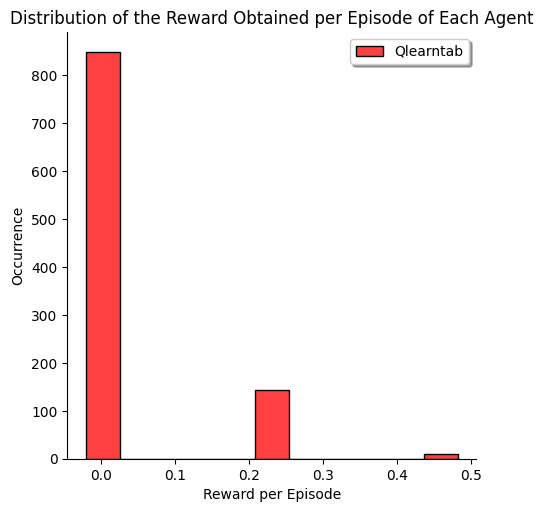 Distribution of the Reward Obtained per Episode of Each Agent
Qlearntab
800
700
600
500
400
300
200
100
0
Occurrence
0.0 0.1 0.2 0.3 0.4 0.5
Reward per Episode